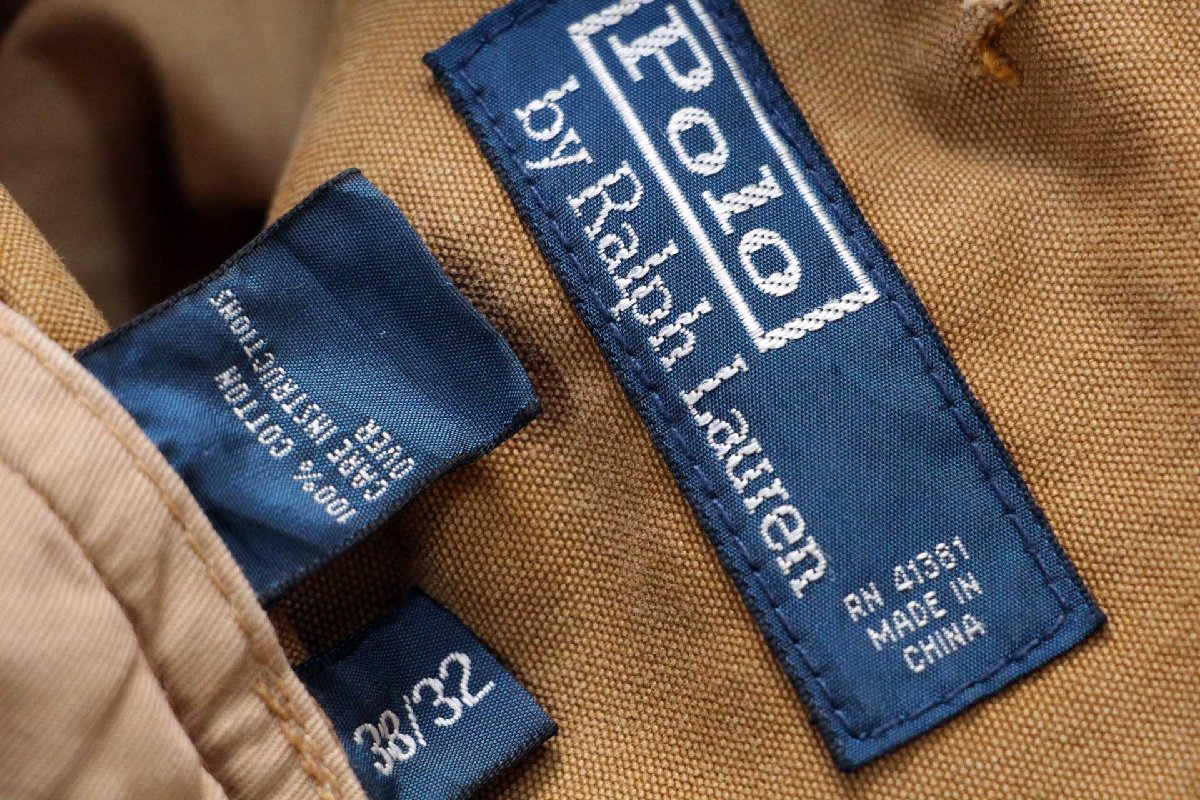 Polo
by Ralph Lauren
RN 41381
MADE IN
CHINA
100% COTTON
CARE INSTRUCTIONS
OVER
38/32